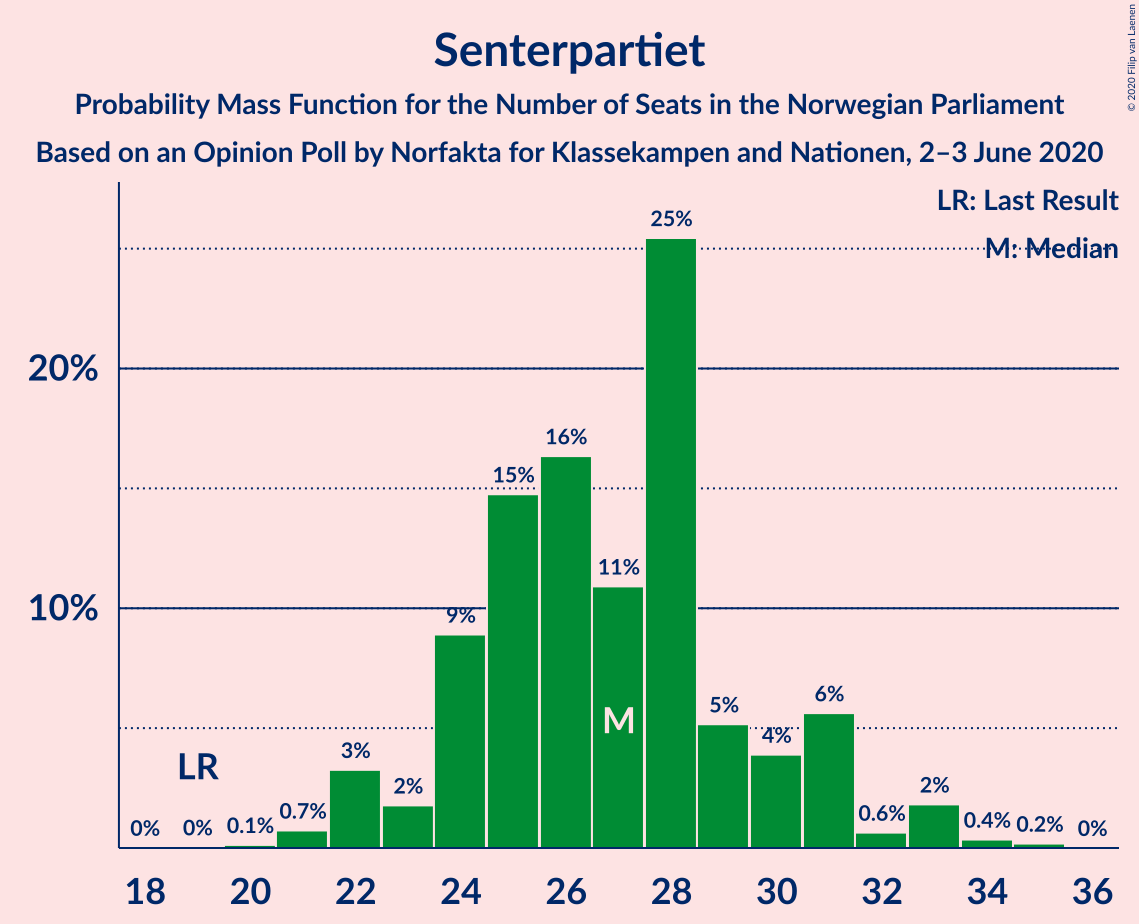 Senterpartiet
Probability Mass Function for the Number of Seats in the Norwegian Parliament
Based on an Opinion Poll by Norfakta for Klassekampen and Nationen, 2–3 June 2020
© 2020 Filip van Laenen
LR: Last Result
M: Median
25%
20%
16%
15%
11%
10%
9%
M
6%
5%
4%
LR
3%
2%
2%
0%
0%
0.1%
0.7%
0.6%
0.4%
0.2%
0%
18 20 22 24 26 28 30 32 34 36